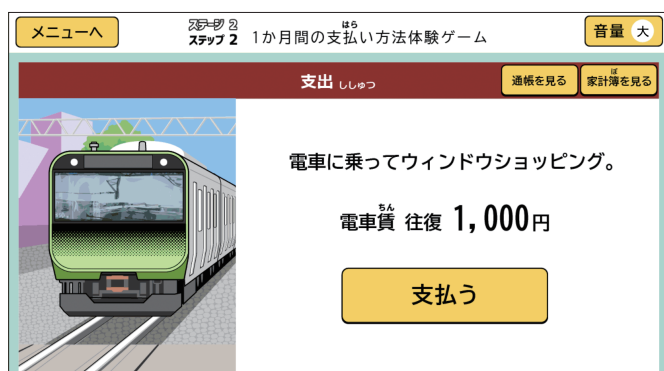 メニューへ
ステージ 2
ステップ 2
はら
1か月間の支払い方法体験ゲーム
音量 大
支出 ししゅつ
通帳を見る
ぼ
家計簿を見る
電車に乗ってウィンドウショッピング。
ちん
電車賃 往復 1,000円
支払う